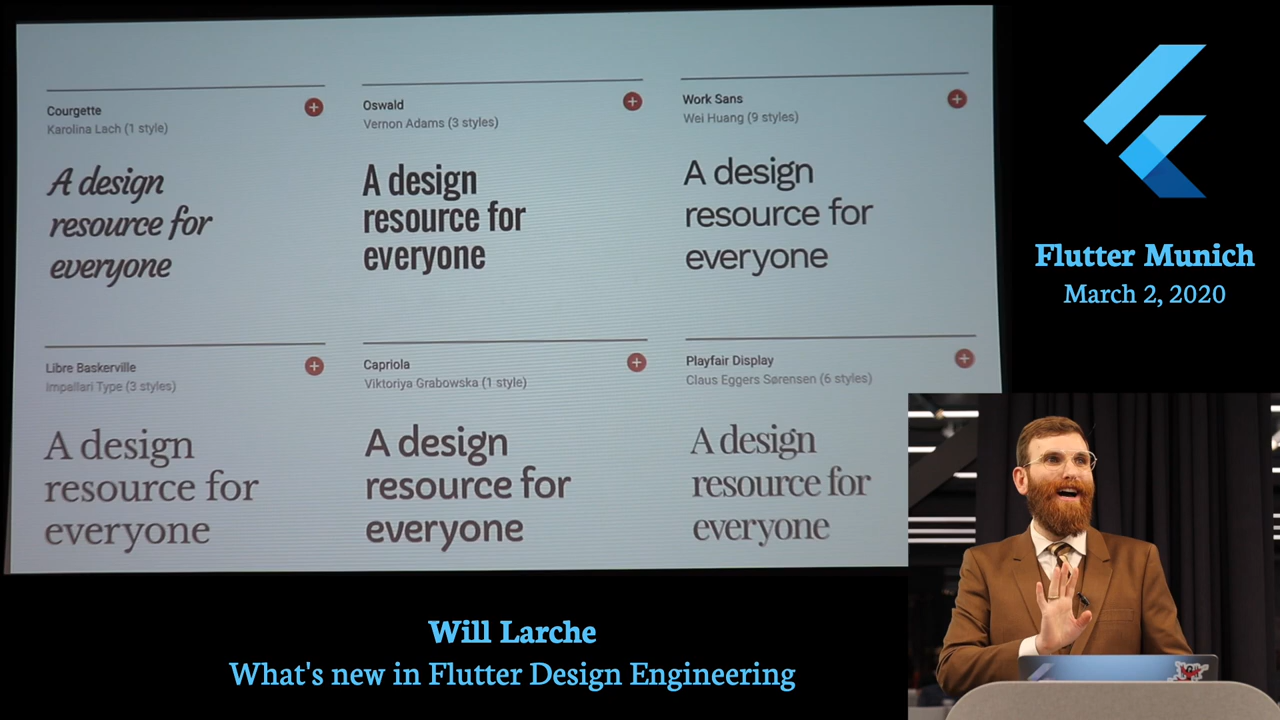 Courgette
Karolina Lach (1 style)
A design
resource for
everyone
Oswald
Vernon Adams (3 styles)
A design
resource for
everyone
Work Sans
Wei Huang (9 styles)
A design
resource for
everyone
Libre Baskerville
Impallari Type (3 styles)
A design
resource for
everyone
Capriola
Viktoriya Grabowska (1 style)
A design
resource for
everyone
Playfair Display
Claus Eggers Sørensen (6 styles)
A design
resource for
everyone
Flutter Munich
March 2, 2020
Will Larche
What's new in Flutter Design Engineering